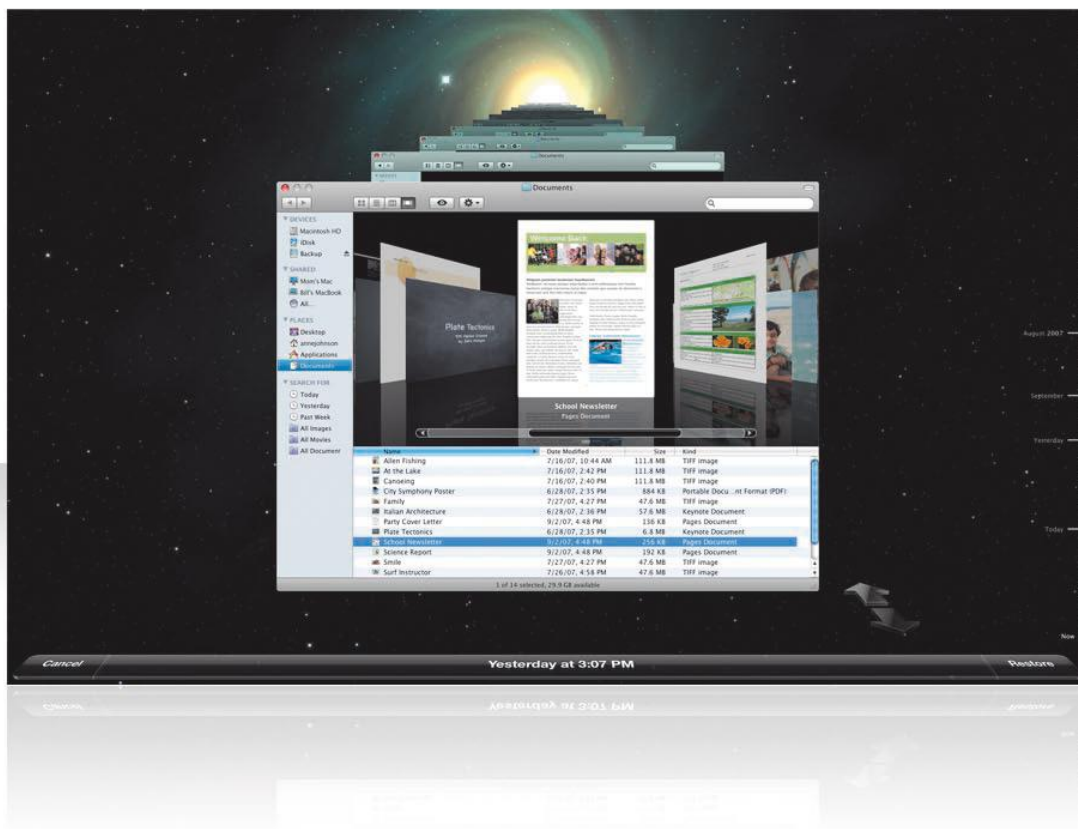 Documents
Documents
DEVICES
Macintosh HD
iDisk
Backup
SHARED
Mom's Mac
Bill's MacBook
All...
PLACES
Desktop
annejohnson
Applications
Documents
SEARCH FOR
Today
Yesterday
Past Week
All Images
All Movies
All Document
Welcome Back
Plate Tectonics
School Newsletter
Pages Document
Name Date Modified Size Kind
Allen Fishing 7/16/07, 10:44 AM 111.8 MB TIFF image
At the Lake 7/16/07, 2:42 PM 111.8 MB TIFF image
Canoeing 7/16/07, 2:40 PM 111.8 MB TIFF image
City Symphony Poster 6/28/07, 2:35 PM 884 KB Portable Docu...nt Format (PDF)
Family 7/27/07, 4:27 PM 47.6 MB TIFF image
Italian Architecture 6/28/07, 2:36 PM 57.6 MB Keynote Document
Party Cover Letter 9/2/07, 4:48 PM 136 KB Pages Document
Plate Tectonics 6/28/07, 2:35 PM 6.8 MB Keynote Document
School Newsletter 9/2/07, 4:48 PM 256 KB Pages Document
Science Report 9/2/07, 4:48 PM 192 KB Pages Document
Smile 7/27/07, 4:27 PM 47.6 MB TIFF image
Surf Instructor 7/26/07, 4:58 PM 47.6 MB TIFF image
1 of 14 selected, 29.9 GB available
August 2007
September
Yesterday
Today
Now
Cancel
Yesterday at 3:07 PM
Restore